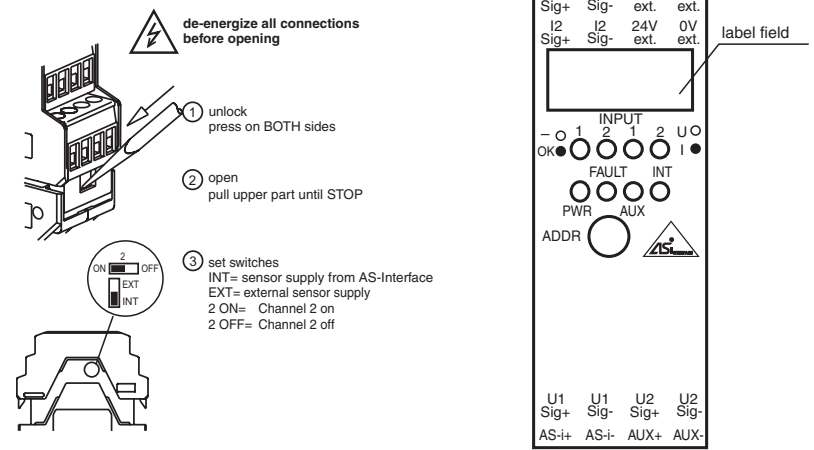 de-energize all connections
before opening
1 unlock
press on BOTH sides
2 open
pull upper part until STOP
2
ON OFF
EXT
INT
3 set switches
INT= sensor supply from AS-Interface
EXT= external sensor supply
2 ON= Channel 2 on
2 OFF= Channel 2 off
Sig+ Sig- ext. ext.
I2 I2 24V 0V
Sig+ Sig- ext. ext.
label field
INPUT
– 1 2 1 2 U
OK I
FAULT INT
PWR AUX
ADDR
ASi
INTERFACE
U1 U1 U2 U2
Sig+ Sig- Sig+ Sig-
AS-i+ AS-i- AUX+ AUX-